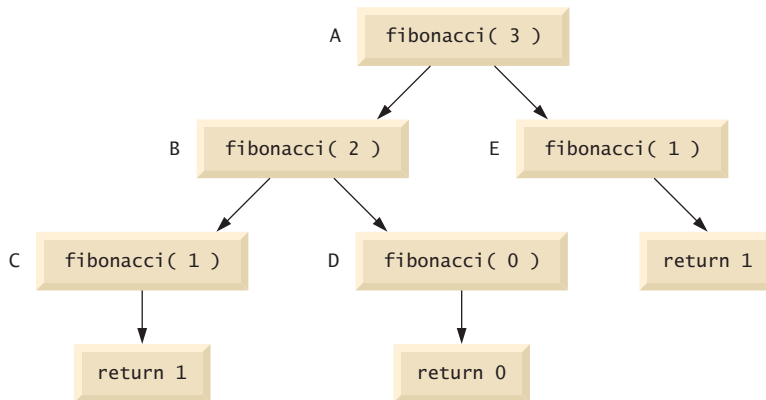 A fibonacci( 3 )
B fibonacci( 2 ) E fibonacci( 1 )
C fibonacci( 1 ) D fibonacci( 0 ) return 1
return 1 return 0